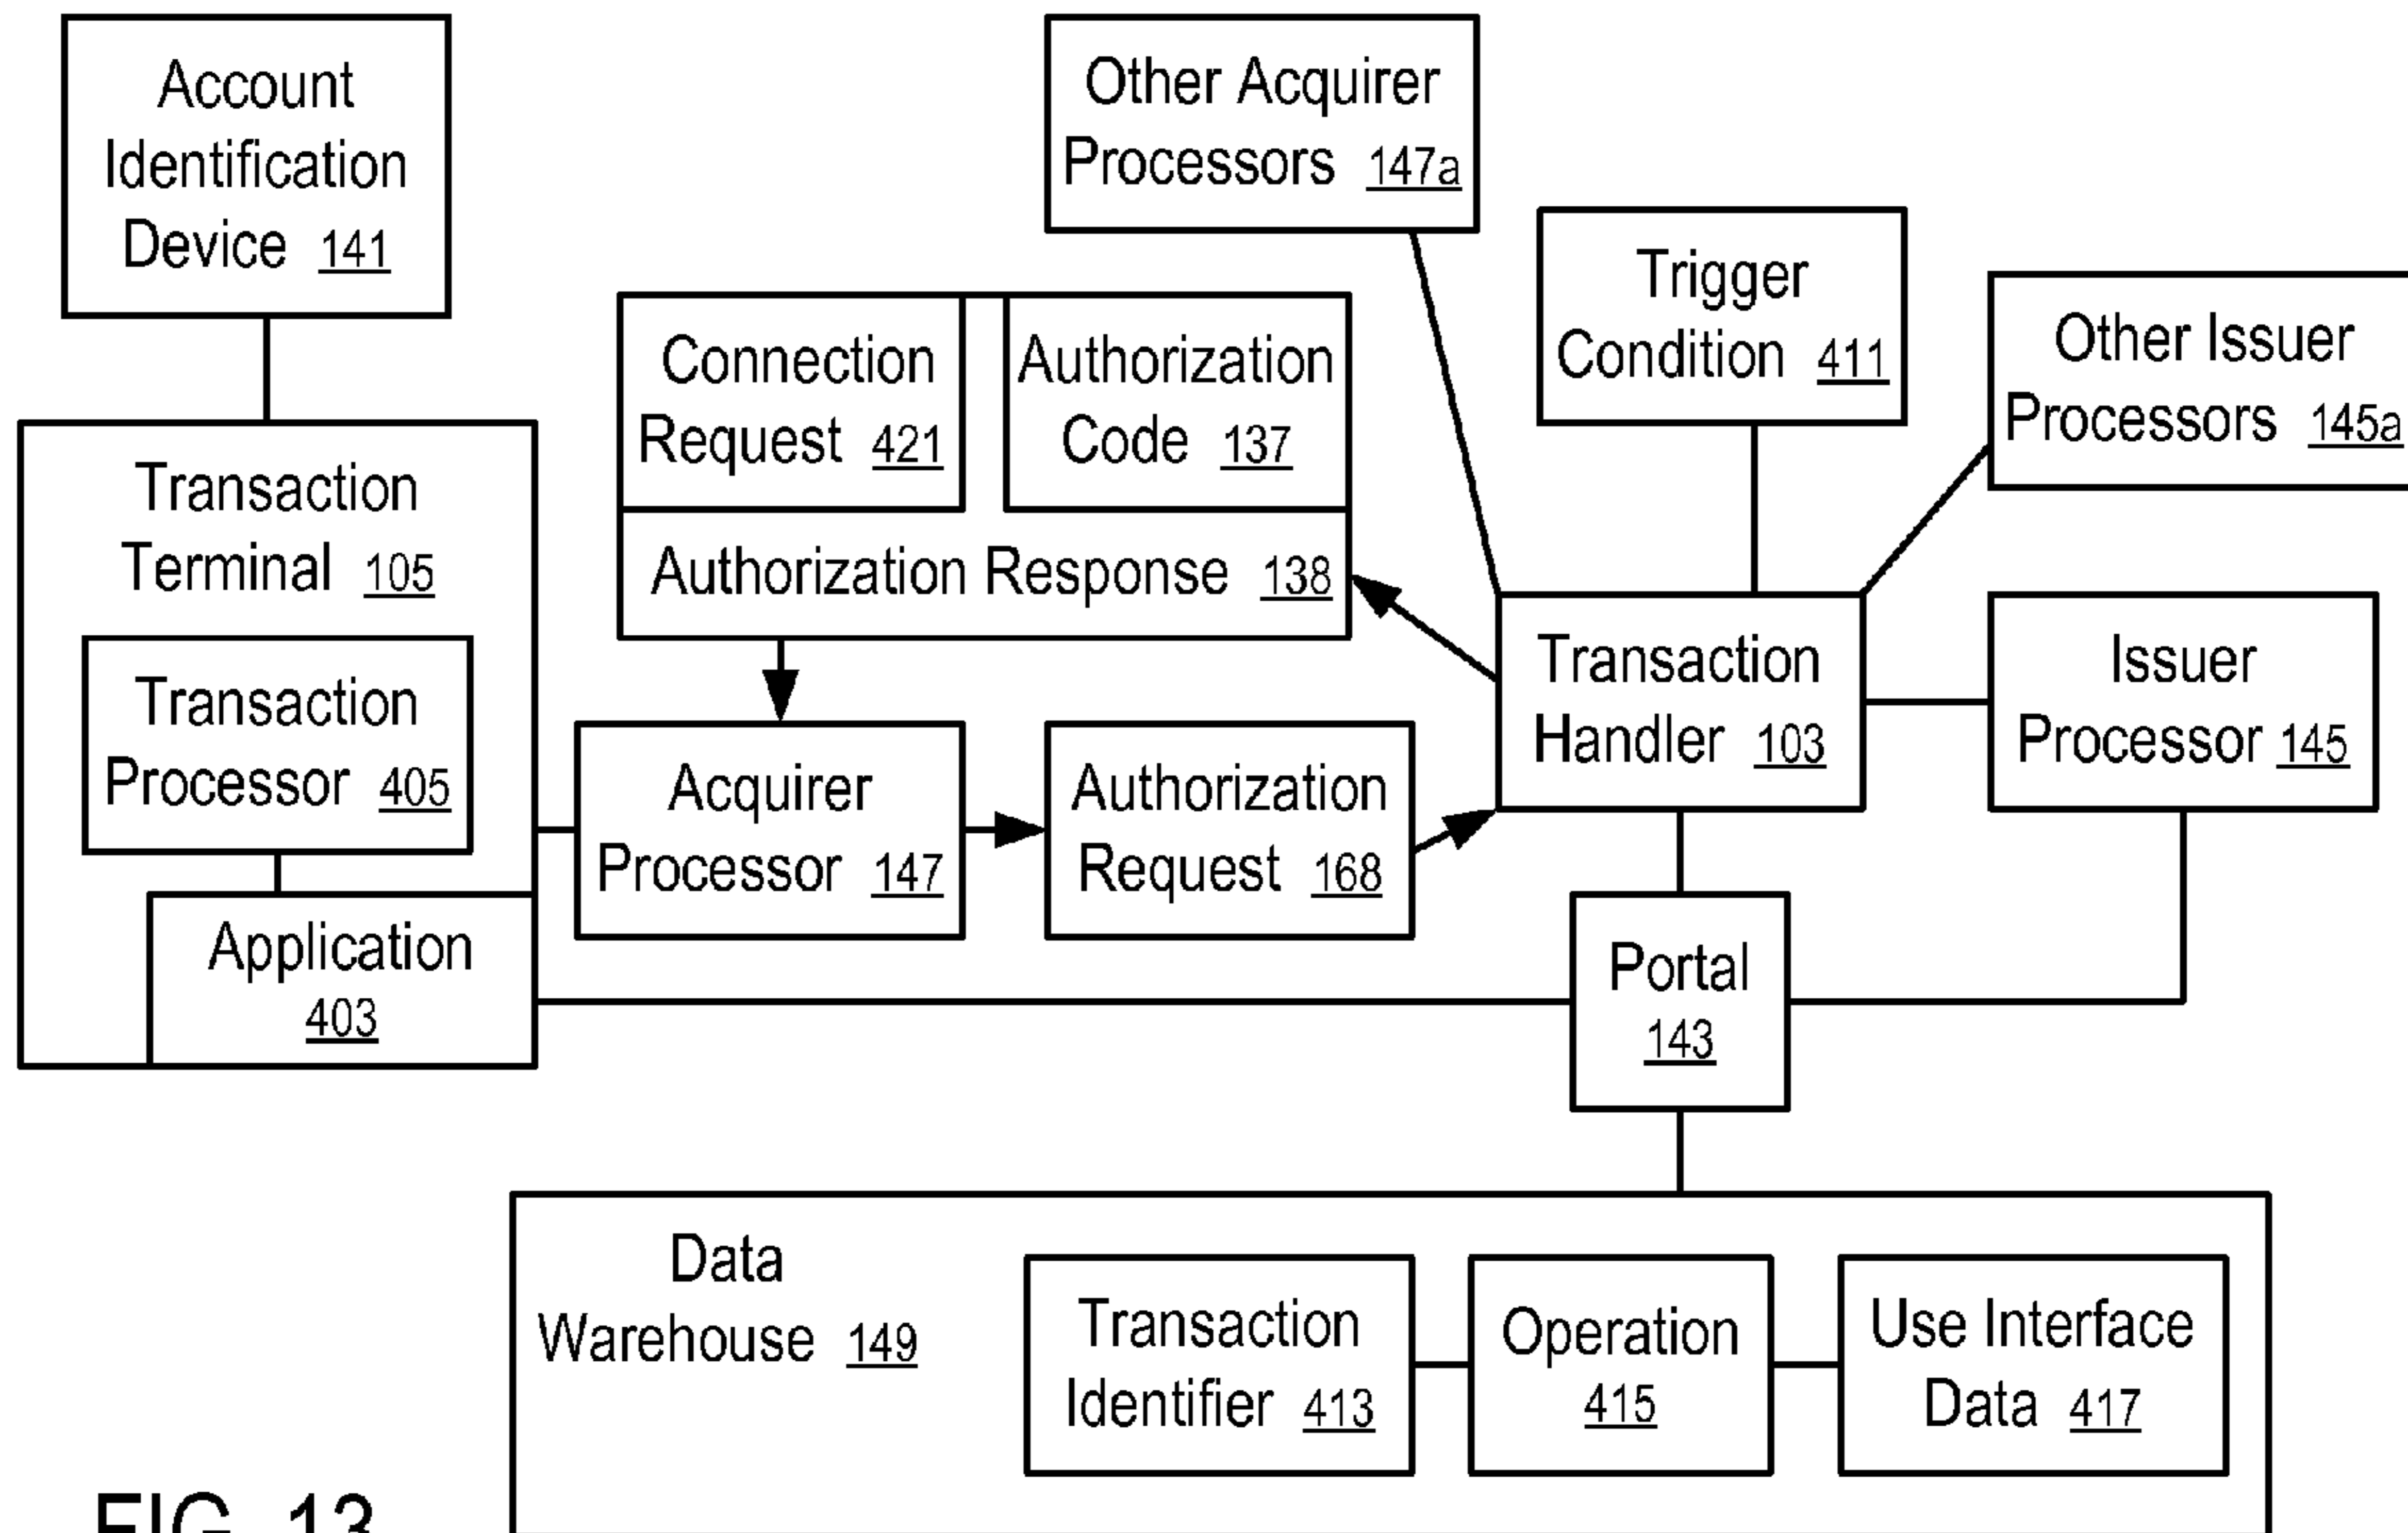 Account
Identification
Device 141
Other Acquirer
Processors 147a
Trigger
Condition 411
Other Issuer
Processors 145a
Connection
Request 421
Authorization
Code 137
Authorization Response 138
Transaction
Terminal 105
Transaction
Processor 405
Application
403
Acquirer
Processor 147
Authorization
Request 168
Transaction
Handler 103
Issuer
Processor 145
Portal
143
Data
Warehouse 149
Transaction
Identifier 413
Operation
415
Use Interface
Data 417
FIG. 13